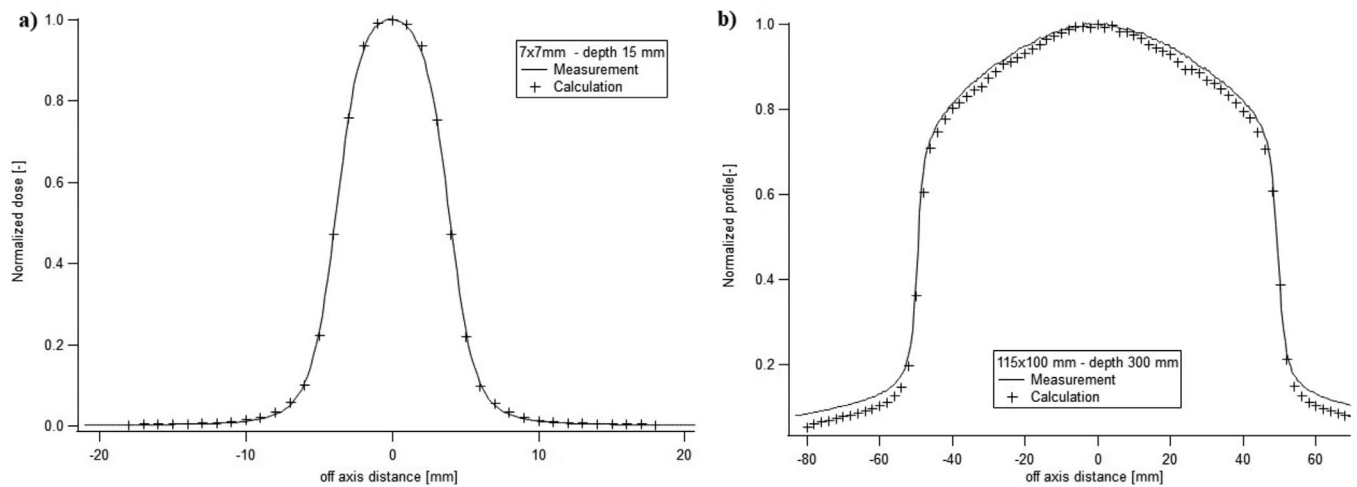 a)
1.0
0.8
0.6
0.4
0.2
0.0
Normalized dose [-]
7x7mm - depth 15 mm
Measurement
Calculation
-20 -10 0 10 20
off axis distance [mm]
b)
1.0
0.8
0.6
0.4
0.2
Normalized profile[-]
115x100 mm - depth 300 mm
Measurement
Calculation
-80 -60 -40 -20 0 20 40 60
off axis distance [mm]